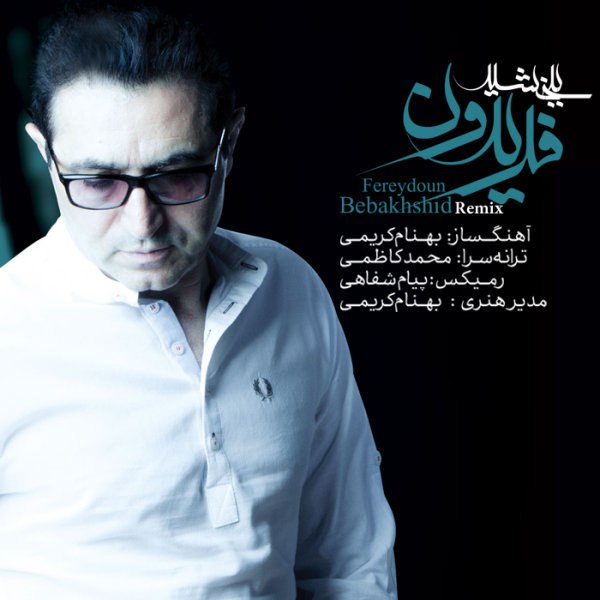 ببخشید
فریدون
Fereydoun
Bebakhshid Remix
آهنگساز: بهنام کریمی
ترانه‌سرا: محمد کاظمی
رمیکس: پیام شفاهی
مدیر هنری : بهنام کریمی